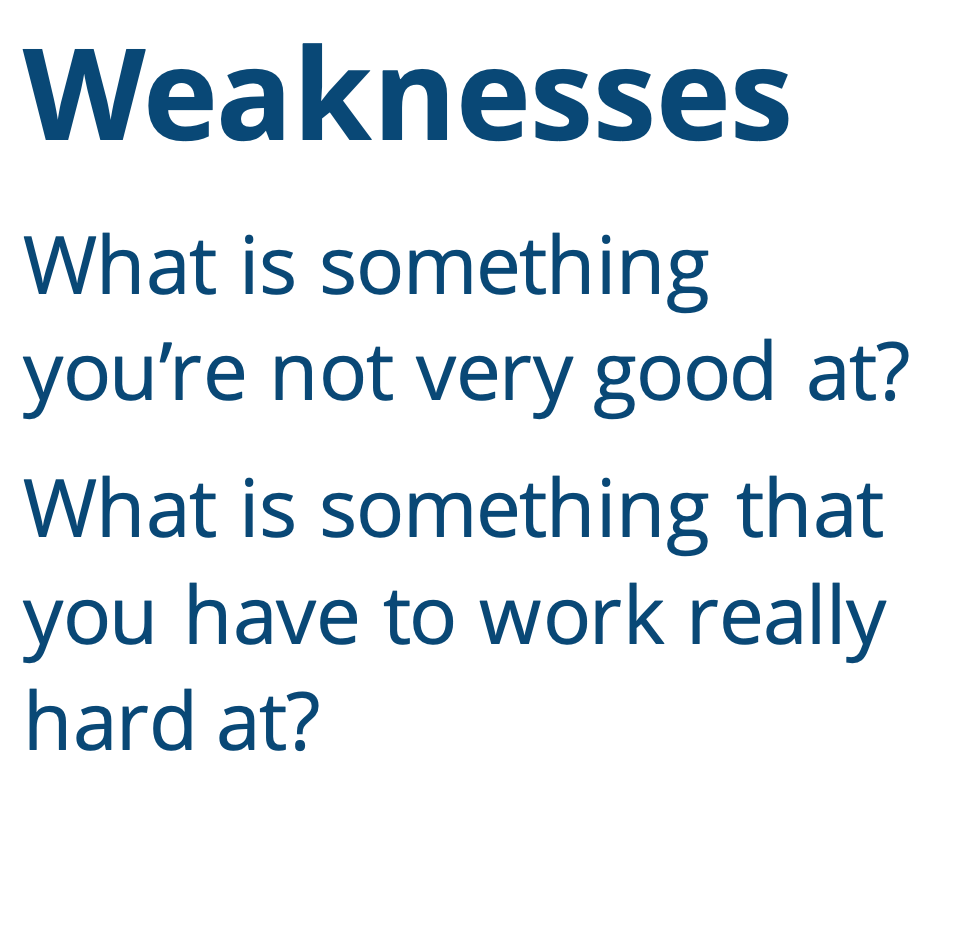 Weaknesses
What is something
you’re not very good at?
What is something that
you have to work really
hard at?